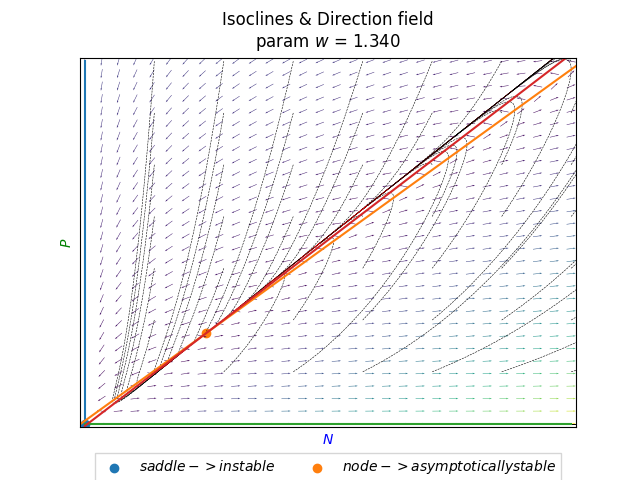 Isoclines & Direction field
param w = 1.340
P
N
saddle -> instable
node -> asymptoticallystable